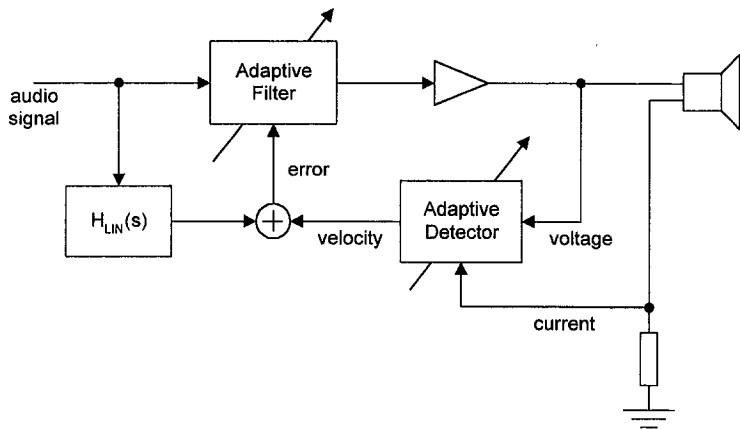 Adaptive
Filter
audio
signal
error
H_LIN(s)
velocity
Adaptive
Detector
voltage
current